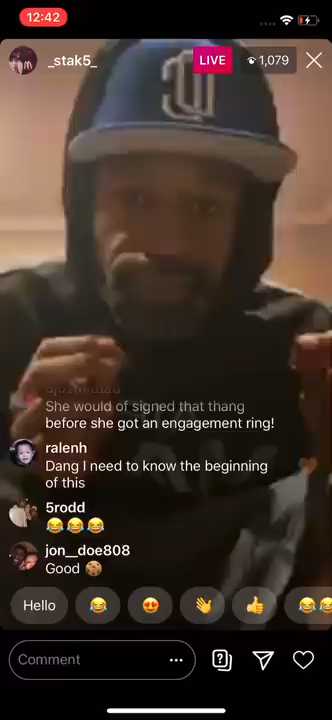 12:42
_stak5_
LIVE
1,079
She would of signed that thang
before she got an engagement ring!
ralenh
Dang I need to know the beginning
of this
5rodd
😂😂😂
jon__doe808
Good 🍪
Hello 😂 😍 👋 👍 😂😂
Comment